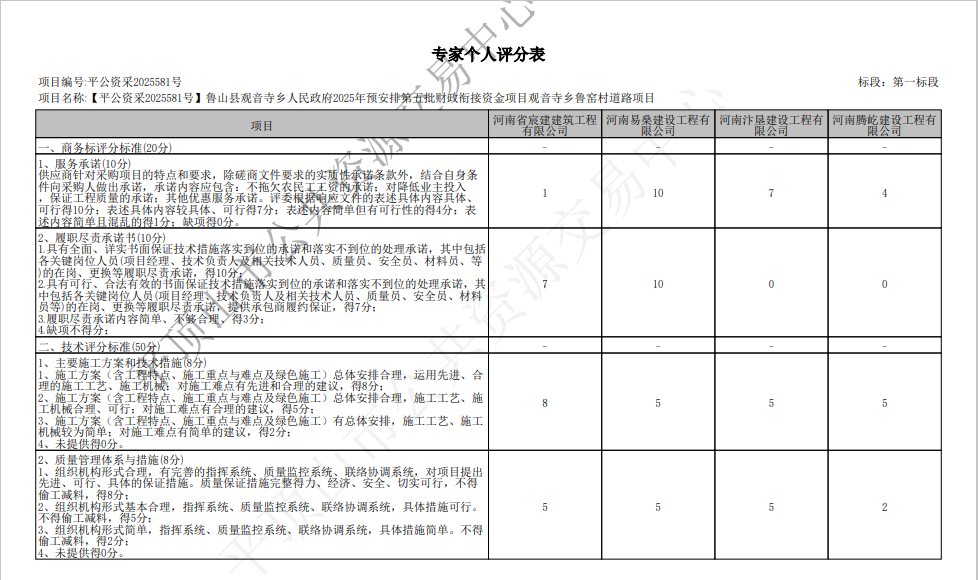 专家个人评分表
项目编号:平公资采2025581号
标段：第一标段
项目名称:【平公资采2025581号】鲁山县观音寺乡人民政府2025年预安排第五批财政衔接资金项目观音寺乡鲁窑村道路项目
项目
河南省宸建建筑工程有限公司
河南易燊建设工程有限公司
河南汴垦建设工程有限公司
河南腾屹建设工程有限公司
一、商务标评分标准(20分)
-
-
-
-
1、服务承诺(10分)
供应商针对采购项目的特点和要求，除磋商文件要求的实质性承诺条款外，结合自身条
件向采购人做出承诺，承诺内容应包含：不拖欠农民工工资的承诺；对降低业主投入
，保证工程质量的承诺；其他优惠服务承诺。评委根据响应文件的表述具体内容具体、
可行得10分；表述具体内容较具体、可行得7分；表述内容简单但有可行性的得4分；表
述内容简单且混乱的得1分；缺项得0分。
1
10
7
4
2、履职尽责承诺书(10分)
1.具有全面、详实书面保证技术措施落实到位的承诺和落实不到位的处理承诺，其中包括
各关键岗位人员(项目经理、技术负责人及相关技术人员、质量员、安全员、材料员、等
)的在岗、更换等履职尽责承诺，得10分；
2.具有可行、合法有效的书面保证技术措施落实到位的承诺和落实不到位的处理承诺，其
中包括各关键岗位人员(项目经理、技术负责人及相关技术人员、质量员、安全员、材料
员等)的在岗、更换等履职尽责承诺，提供承包商履约保证，得7分；
3.履职尽责承诺内容简单、不够合理、得3分；
4.缺项不得分；
7
10
0
0
二、技术评分标准(50分)
-
-
-
-
1、主要施工方案和技术措施(8分)
1、施工方案（含工程特点、施工重点与难点及绿色施工）总体安排合理，运用先进、合
理的施工工艺、施工机械；对施工难点有先进和合理的建议，得8分；
2、施工方案（含工程特点、施工重点与难点及绿色施工）总体安排合理，施工工艺、施
工机械合理、可行；对施工难点有合理的建议，得5分；
3、施工方案（含工程特点、施工重点与难点及绿色施工）有总体安排，施工工艺、施工
机械较为简单；对施工难点有简单的建议，得2分；
4、未提供得0分。
8
5
5
5
2、质量管理体系与措施(8分)
1、组织机构形式合理，有完善的指挥系统、质量监控系统、联络协调系统，对项目提出
先进、可行、具体的保证措施。质量保证措施完整得力、经济、安全、切实可行，不得
偷工减料，得8分；
2、组织机构形式基本合理，指挥系统、质量监控系统、联络协调系统，具体措施可行。
不得偷工减料，得5分；
3、组织机构形式简单，指挥系统、质量监控系统、联络协调系统，具体措施简单。不得
偷工减料，得2分；
4、未提供得0分。
5
5
5
2
平顶山市公共资源交易中心
平顶山市公共资源交易中心